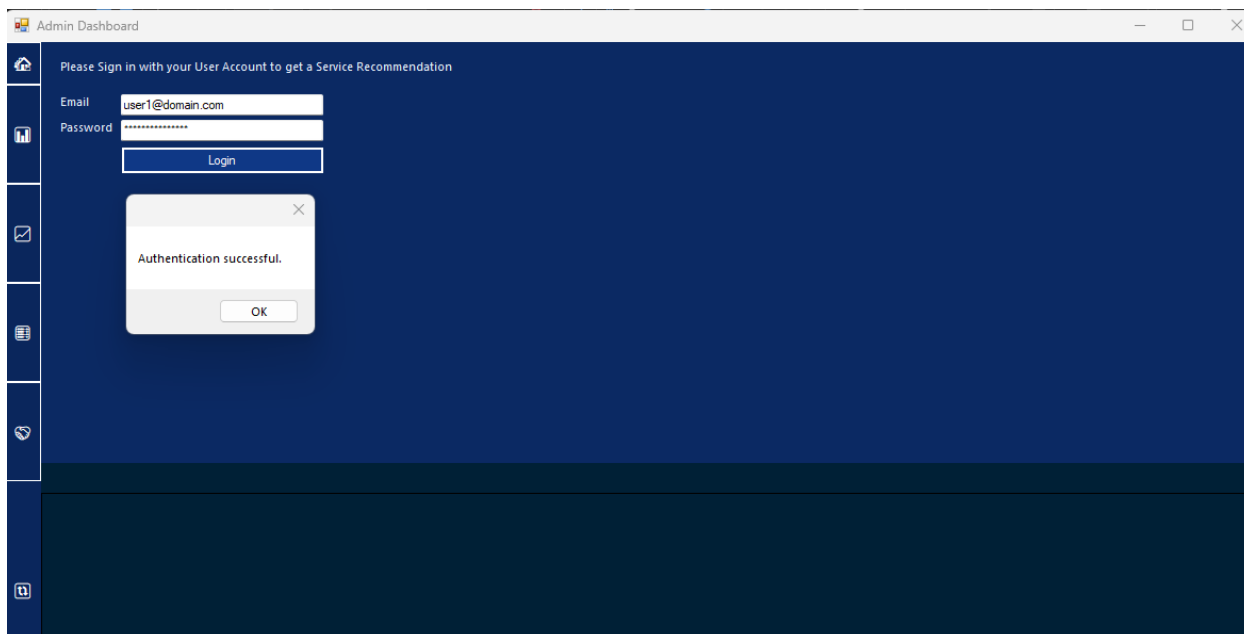 Admin Dashboard
Please Sign in with your User Account to get a Service Recommendation
Email
user1@domain.com
Password
***************
Login
Authentication successful.
OK